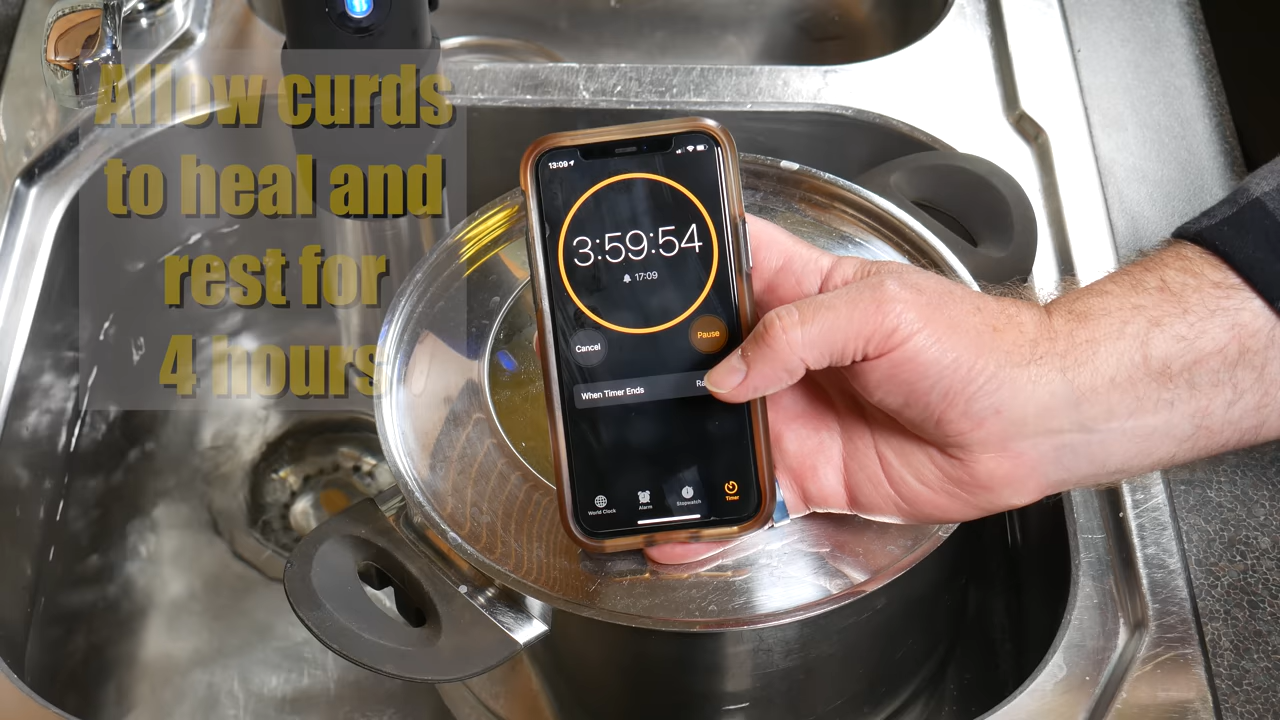 Allow curds
to heal and
rest for
4 hours
13:09
3:59:54
17:09
Cancel
Pause
When Timer Ends
World Clock
Alarm
Stopwatch
Timer